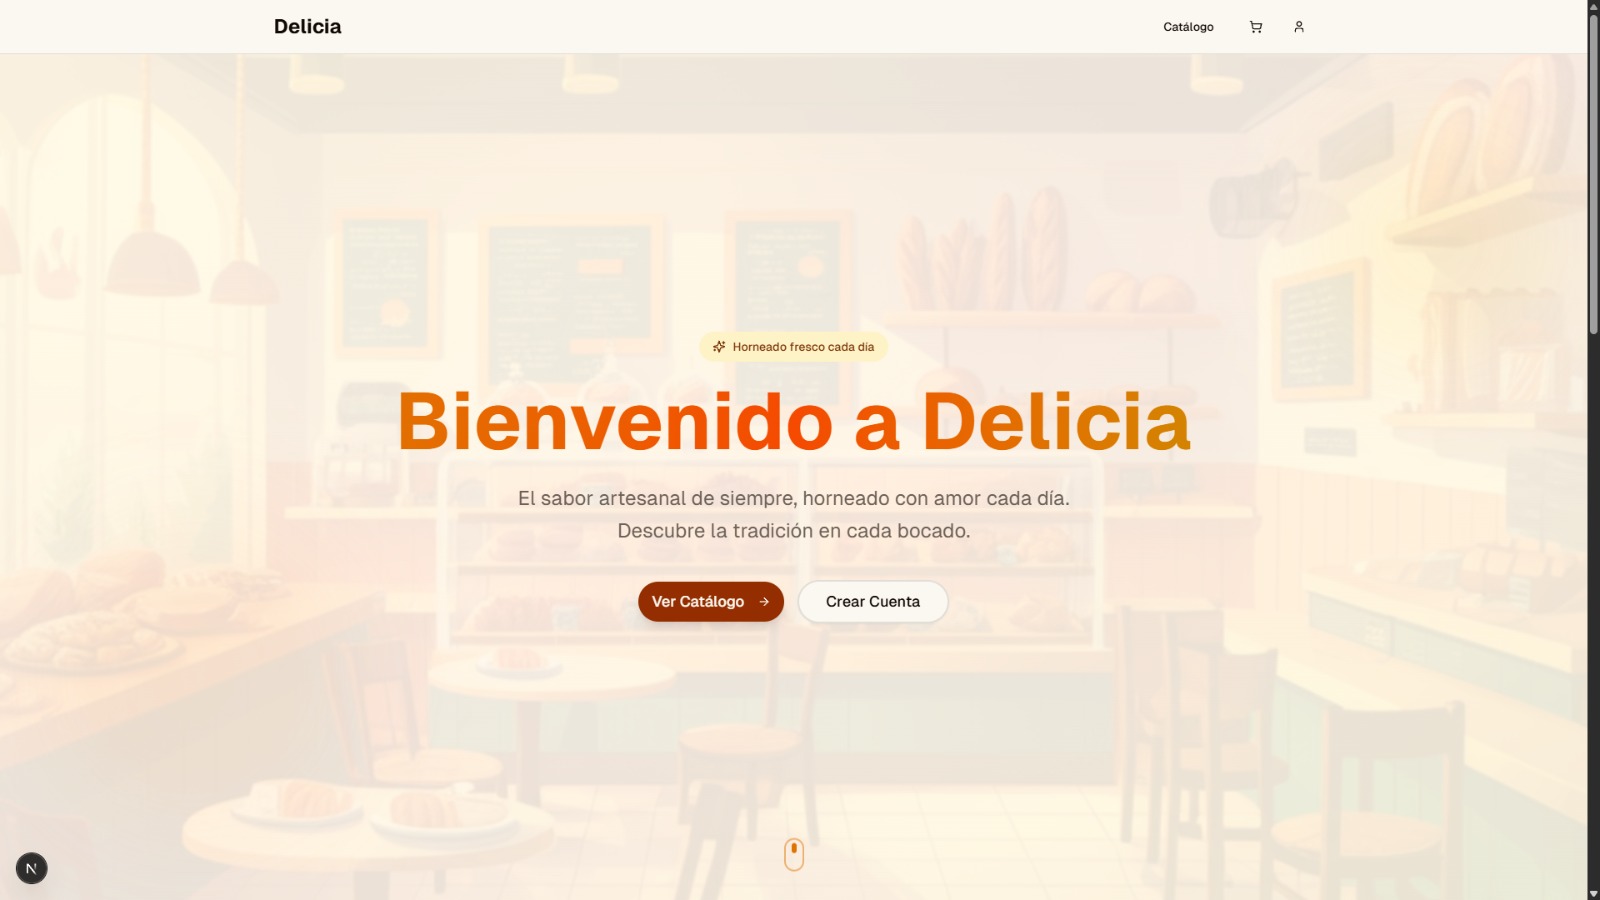 Delicia
Catálogo
Horneado fresco cada día
Bienvenido a Delicia
El sabor artesanal de siempre, horneado con amor cada día.
Descubre la tradición en cada bocado.
Ver Catálogo
Crear Cuenta
N